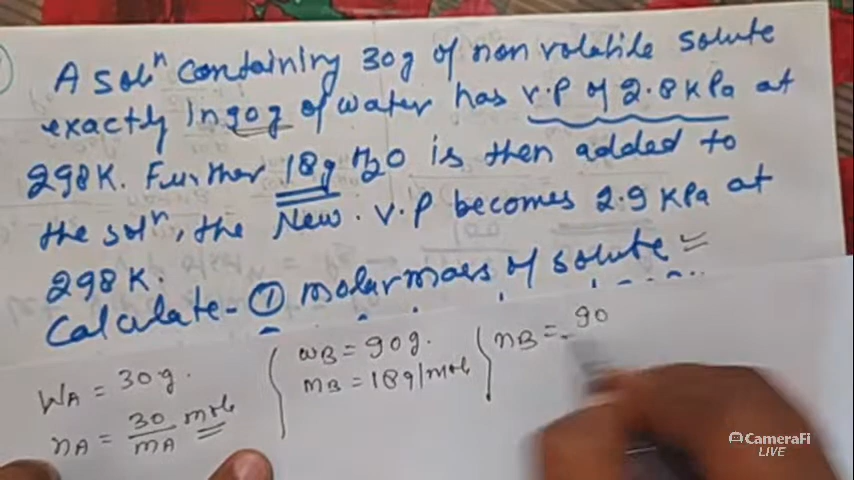 A solⁿ containing 30g of non volatile solute
exactly in 90g of water has v.p of 2.8 kPa at
298K. Further 18g H2O is then added to
the solⁿ, the New. v.p becomes 2.9 kPa at
298K.
Calculate - ① molar mass of solute =
WA = 30g.
nA = 30/MA mole
wB = 90g.
mB = 18g/mole
nB = 90
CameraFi
LIVE